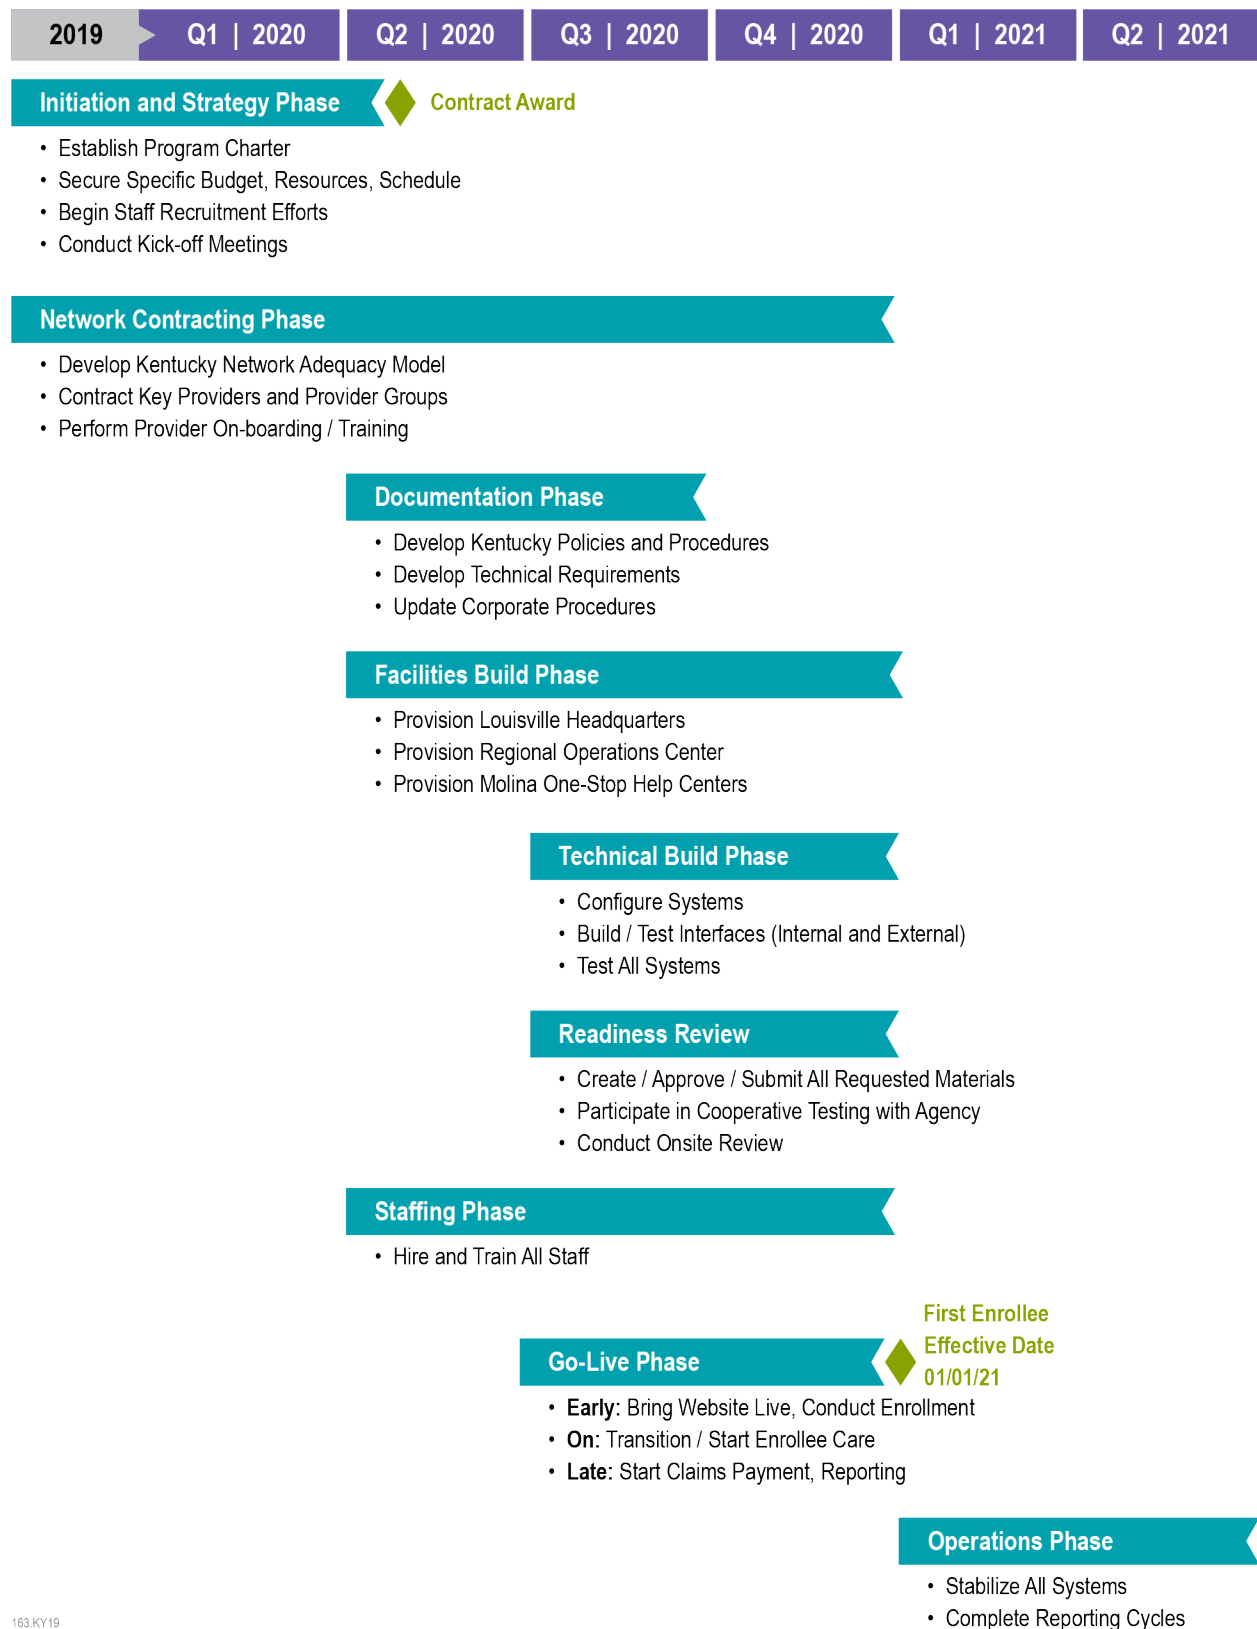 2019 Q1 | 2020 Q2 | 2020 Q3 | 2020 Q4 | 2020 Q1 | 2021 Q2 | 2021
Initiation and Strategy Phase Contract Award
• Establish Program Charter
• Secure Specific Budget, Resources, Schedule
• Begin Staff Recruitment Efforts
• Conduct Kick-off Meetings
Network Contracting Phase
• Develop Kentucky Network Adequacy Model
• Contract Key Providers and Provider Groups
• Perform Provider On-boarding / Training
Documentation Phase
• Develop Kentucky Policies and Procedures
• Develop Technical Requirements
• Update Corporate Procedures
Facilities Build Phase
• Provision Louisville Headquarters
• Provision Regional Operations Center
• Provision Molina One-Stop Help Centers
Technical Build Phase
• Configure Systems
• Build / Test Interfaces (Internal and External)
• Test All Systems
Readiness Review
• Create / Approve / Submit All Requested Materials
• Participate in Cooperative Testing with Agency
• Conduct Onsite Review
Staffing Phase
• Hire and Train All Staff
First Enrollee
Effective Date
01/01/21
Go-Live Phase
• Early: Bring Website Live, Conduct Enrollment
• On: Transition / Start Enrollee Care
• Late: Start Claims Payment, Reporting
Operations Phase
• Stabilize All Systems
• Complete Reporting Cycles
163.KY19